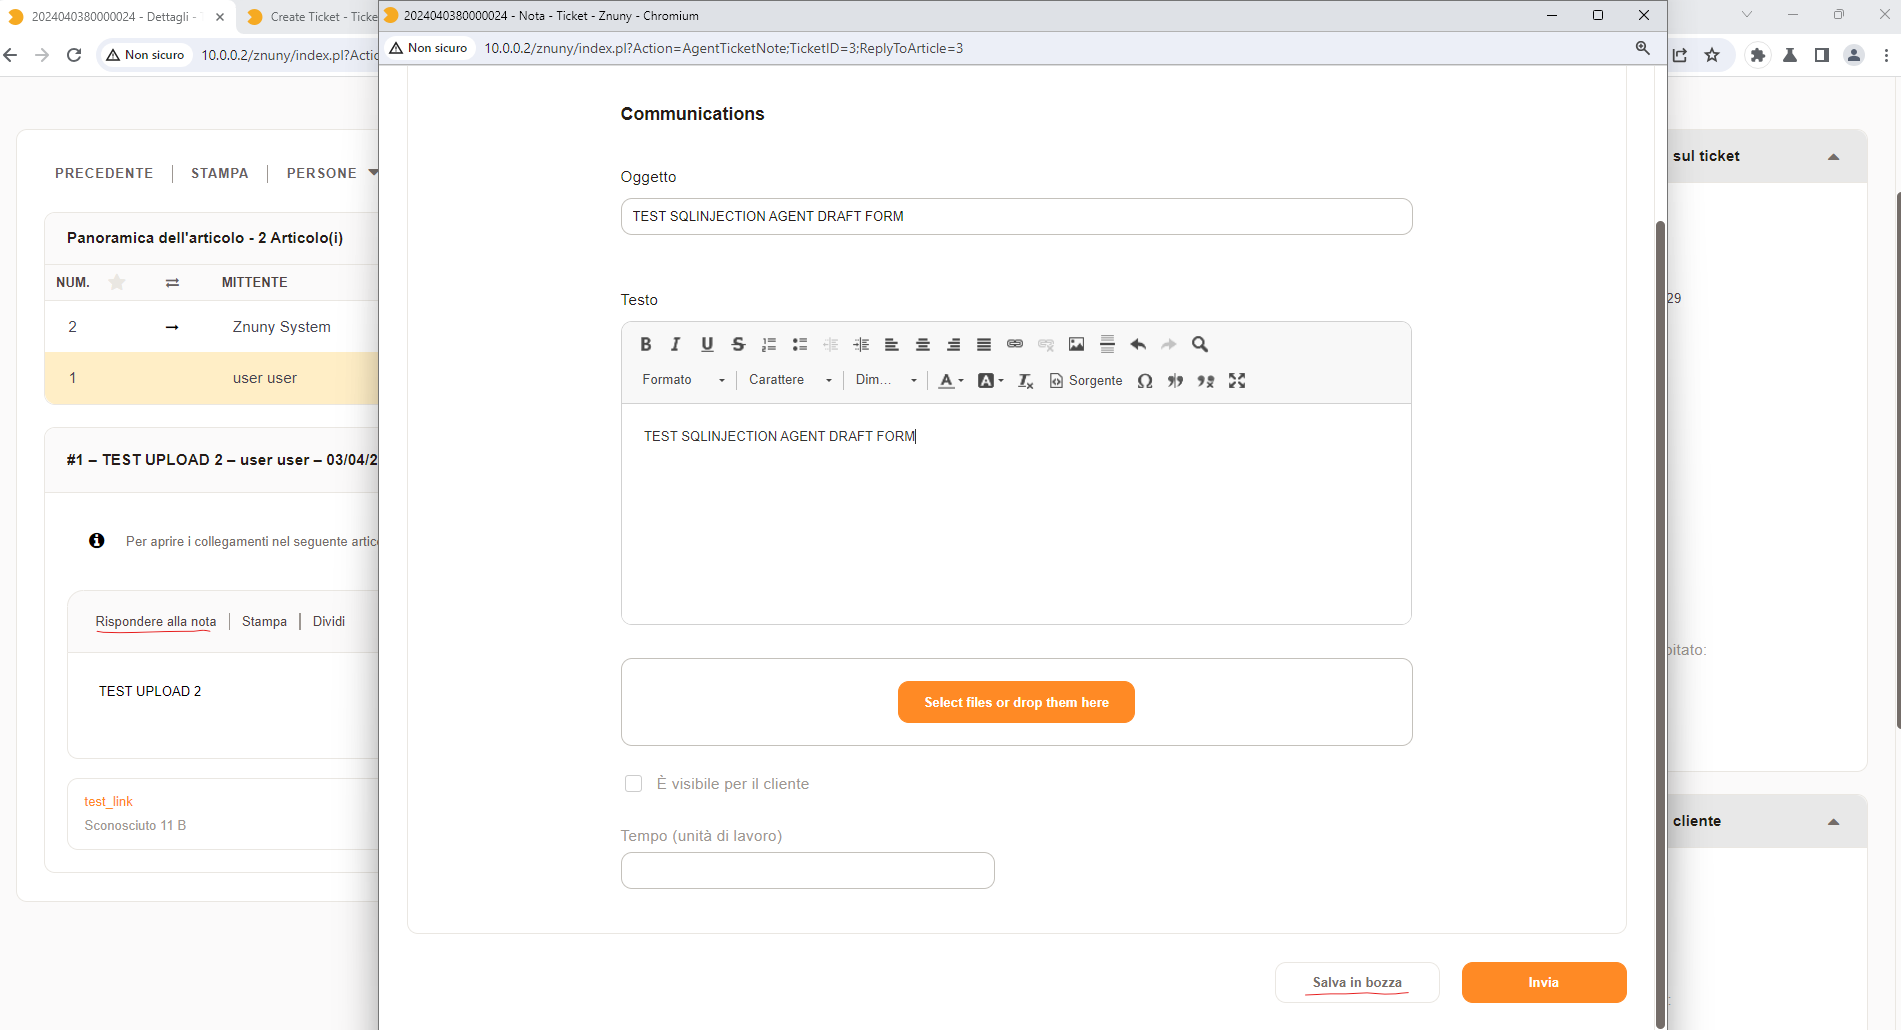 2024040380000024 - Dettagli -
Create Ticket - Ticke
2024040380000024 - Nota - Ticket - Znuny - Chromium
Non sicuro
10.0.0.2/znuny/index.pl?Actio
Non sicuro
10.0.0.2/znuny/index.pl?Action=AgentTicketNote;TicketID=3;ReplyToArticle=3
PRECEDENTE
STAMPA
PERSONE
Panoramica dell'articolo - 2 Articolo(i)
NUM.
MITTENTE
2
Znuny System
1
user user
#1 – TEST UPLOAD 2 – user user – 03/04/2
Per aprire i collegamenti nel seguente artic
Rispondere alla nota
Stampa
Dividi
TEST UPLOAD 2
test_link
Sconosciuto 11 B
Communications
Oggetto
TEST SQLINJECTION AGENT DRAFT FORM
Testo
B I U S
Formato
Carattere
Dim...
A
A
Sorgente
Ω
TEST SQLINJECTION AGENT DRAFT FORM
Select files or drop them here
È visibile per il cliente
Tempo (unità di lavoro)
Salva in bozza
Invia
sul ticket
29
pitato:
cliente